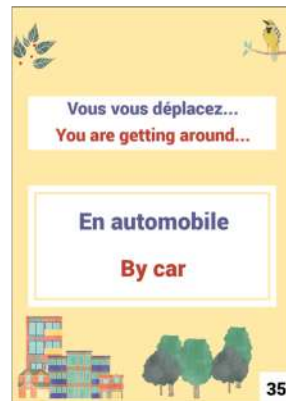 Vous vous déplacez...
You are getting around...
En automobile
By car
35